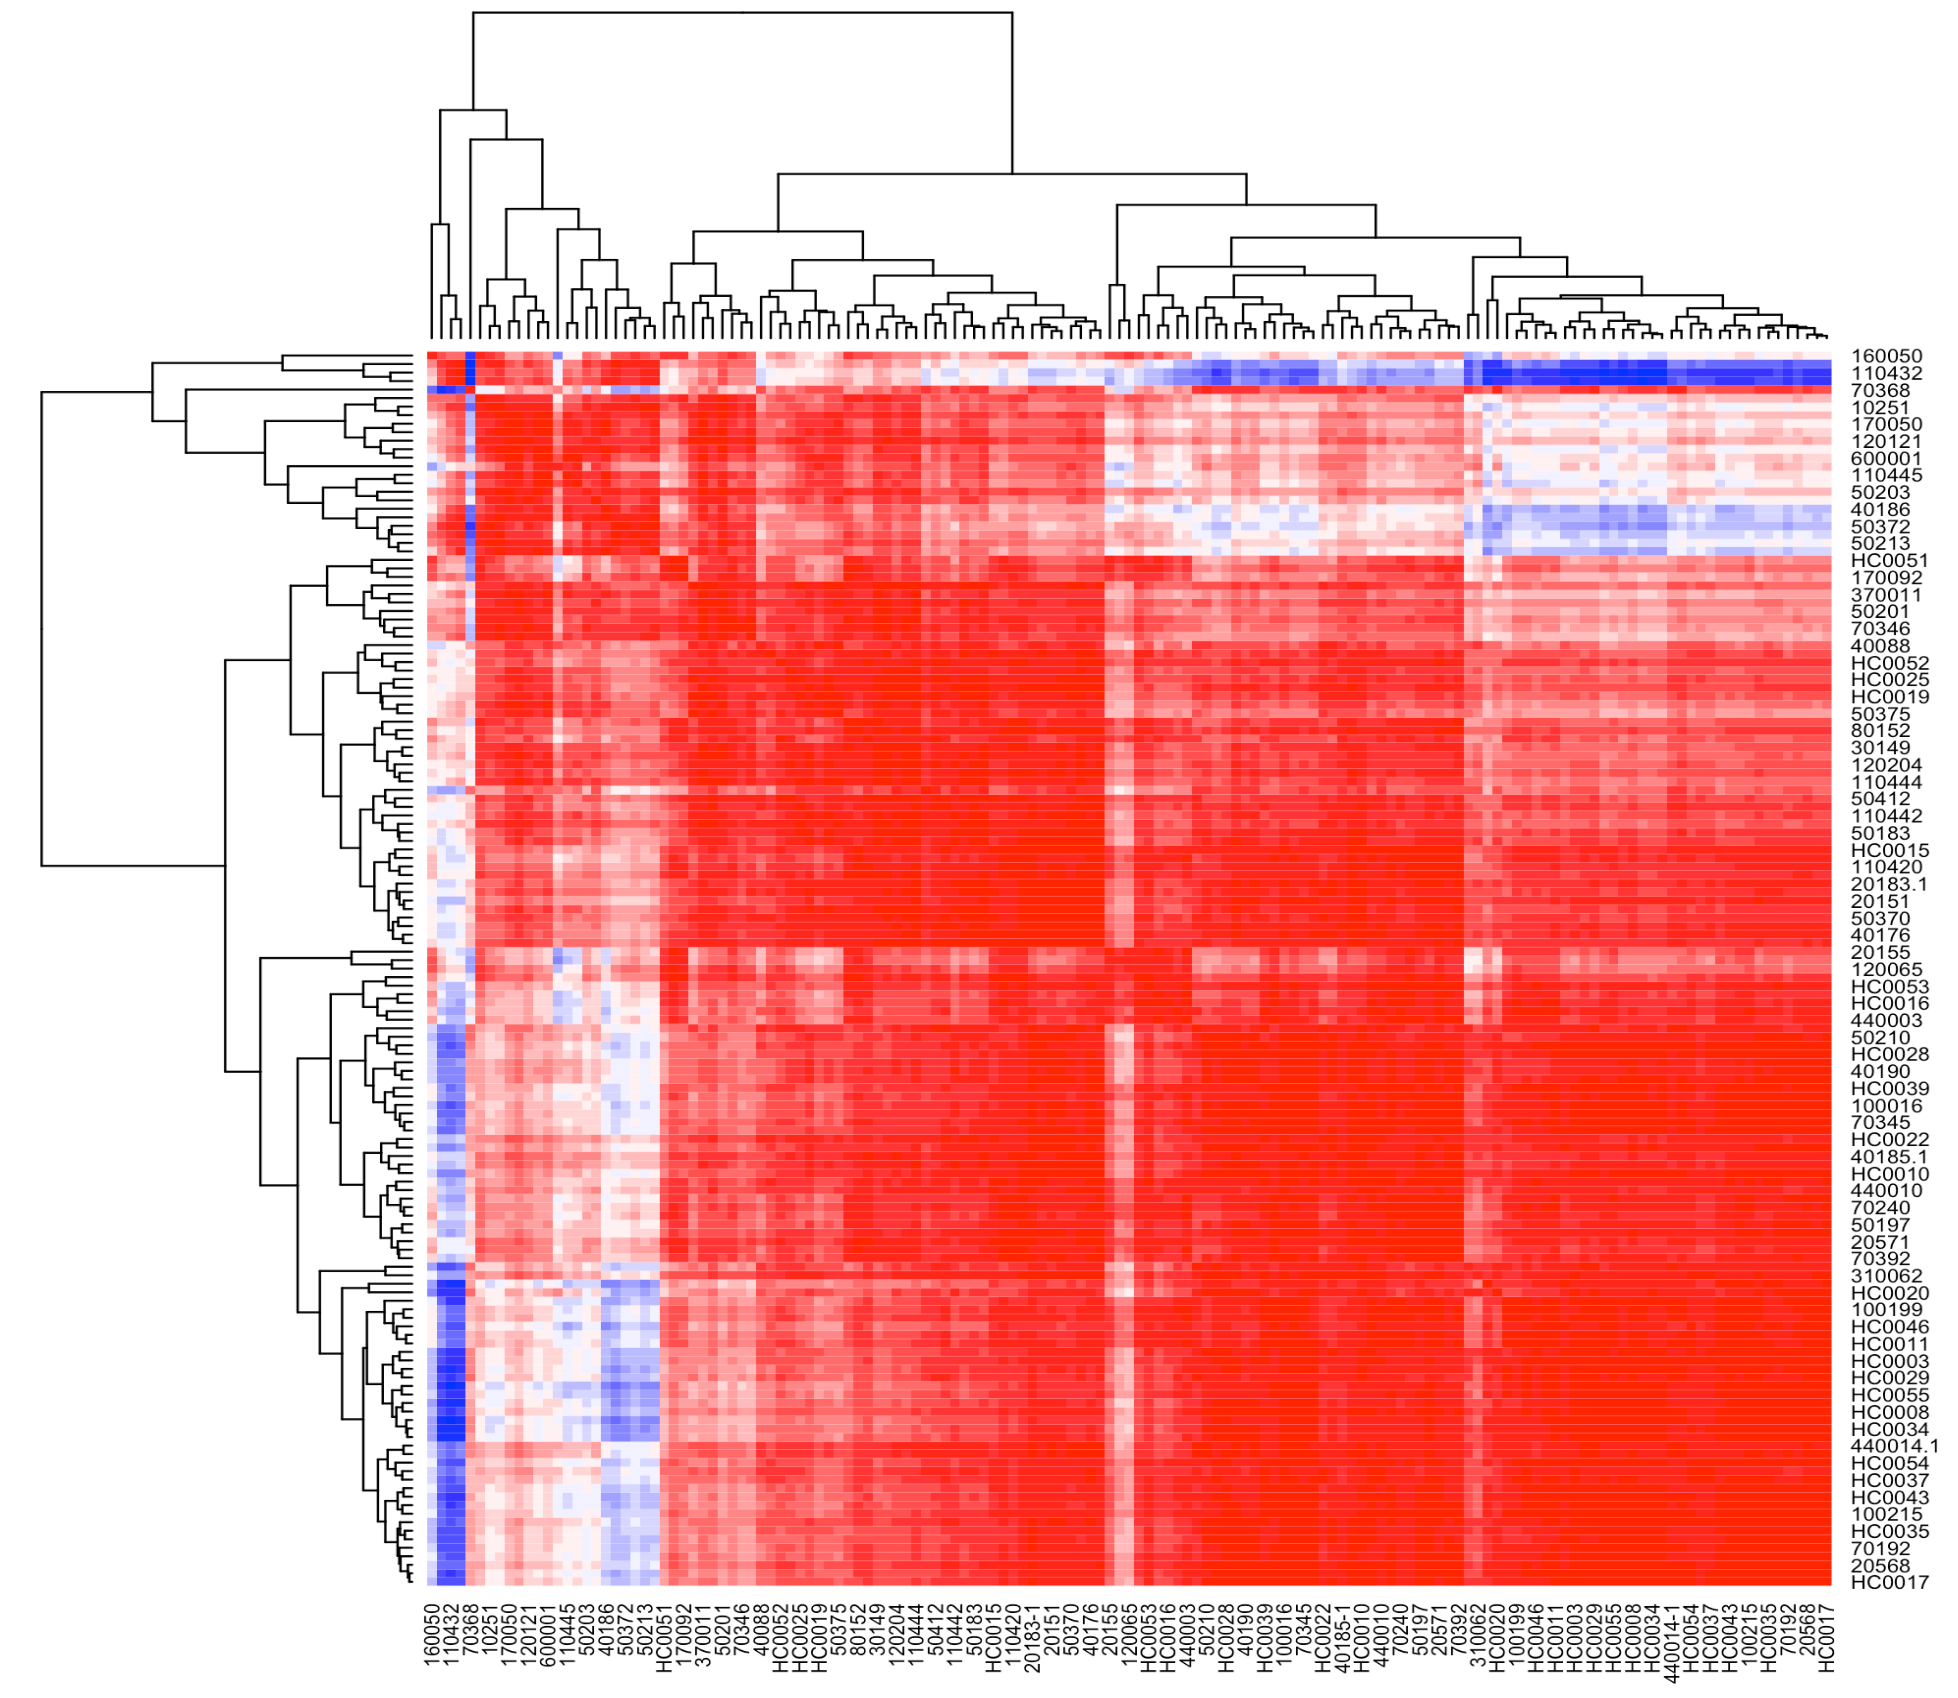 160050
110432
70368
10251
170050
120121
600001
110445
50203
40186
50372
50213
HC0051
170092
370011
50201
70346
40088
HC0052
HC0025
HC0019
50375
80152
30149
120204
110444
50412
110442
50183
HC0015
110420
20183.1
20151
50370
40176
20155
120065
HC0053
HC0016
440003
50210
HC0028
40190
HC0039
100016
70345
HC0022
40185.1
HC0010
440010
70240
50197
20571
70392
310062
HC0020
100199
HC0046
HC0011
HC0003
HC0029
HC0055
HC0008
HC0034
440014.1
HC0054
HC0037
HC0043
100215
HC0035
70192
20568
HC0017
160050
110432
70368
10251
170050
120121
600001
110445
50203
40186
50372
50213
HC0051
170092
370011
50201
70346
40088
HC0052
HC0025
HC0019
50375
80152
30149
120204
110444
50412
110442
50183
HC0015
110420
20183-1
20151
50370
40176
20155
120065
HC0053
HC0016
440003
50210
HC0028
40190
HC0039
100016
70345
HC0022
40185-1
HC0010
440010
70240
50197
20571
70392
310062
HC0020
100199
HC0046
HC0011
HC0003
HC0029
HC0055
HC0008
HC0034
440014-1
HC0054
HC0037
HC0043
100215
HC0035
70192
20568
HC0017